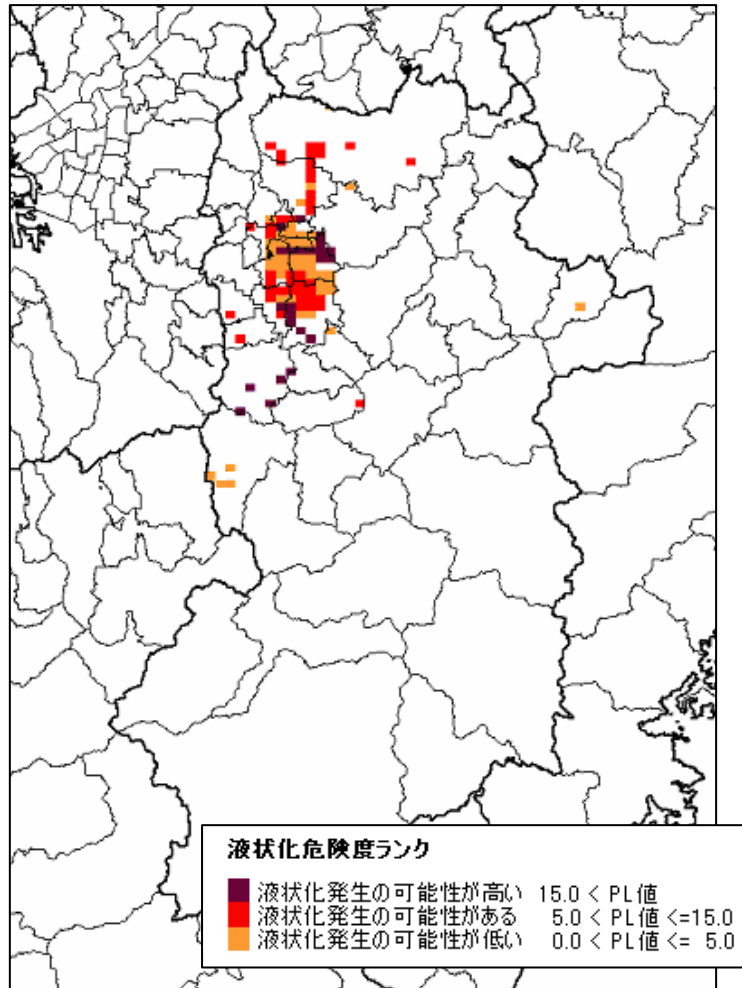 液状化危険度ランク
液状化発生の可能性が高い 15.0 < PL値
液状化発生の可能性がある 5.0 < PL値 <=15.0
液状化発生の可能性が低い 0.0 < PL値 <= 5.0